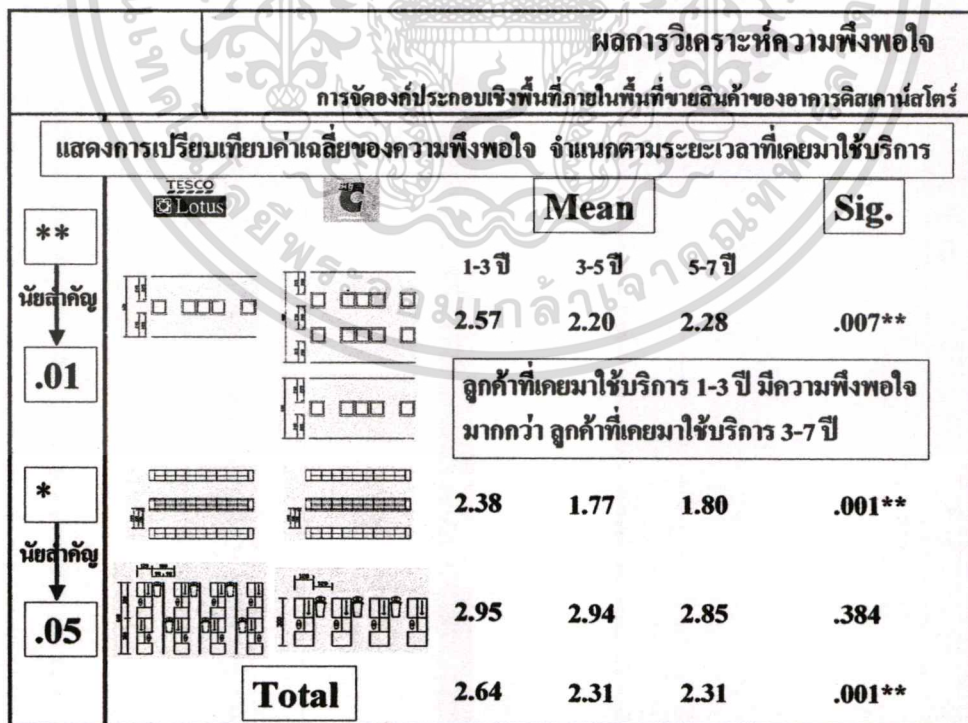 ผลการวิเคราะห์ความพึงพอใจ
การจัดองค์ประกอบเชิงพื้นที่ภายในพื้นที่ขายสินค้าของอาคารดิสเคาน์สโตร์
แสดงการเปรียบเทียบค่าเฉลี่ยของความพึงพอใจ จำแนกตามระยะเวลาที่เคยมาใช้บริการ
TESCO
Lotus
Mean
Sig.
**
นัยสำคัญ
.01
1-3 ปี 3-5 ปี 5-7 ปี
2.57 2.20 2.28 .007**
ลูกค้าที่เคยมาใช้บริการ 1-3 ปี มีความพึงพอใจ
มากกว่า ลูกค้าที่เคยมาใช้บริการ 3-7 ปี
*
นัยสำคัญ
.05
2.38 1.77 1.80 .001**
2.95 2.94 2.85 .384
Total 2.64 2.31 2.31 .001**